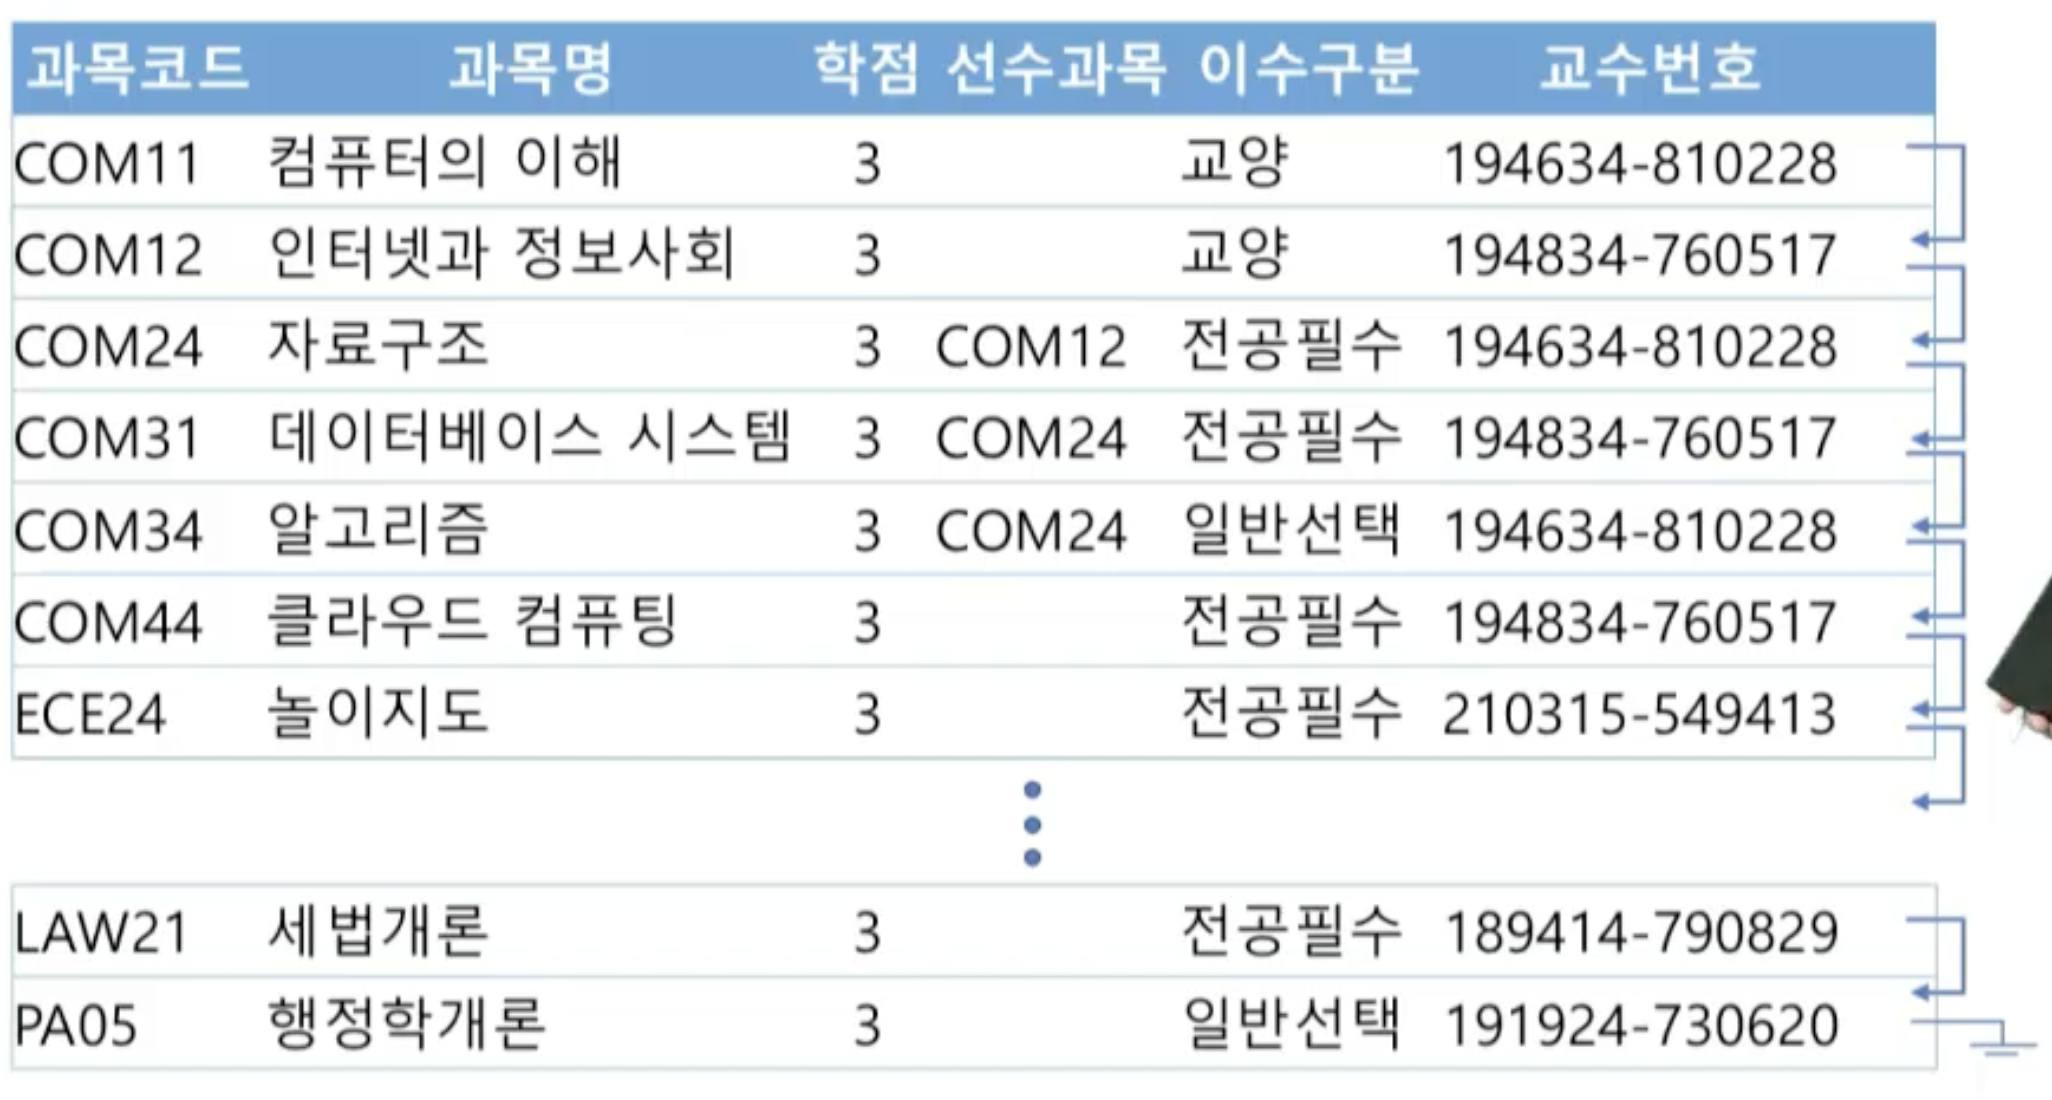 과목코드 과목명 학점 선수과목 이수구분 교수번호
COM11 컴퓨터의 이해 3 교양 194634-810228
COM12 인터넷과 정보사회 3 교양 194834-760517
COM24 자료구조 3 COM12 전공필수 194634-810228
COM31 데이터베이스 시스템 3 COM24 전공필수 194834-760517
COM34 알고리즘 3 COM24 일반선택 194634-810228
COM44 클라우드 컴퓨팅 3 전공필수 194834-760517
ECE24 놀이지도 3 전공필수 210315-549413
LAW21 세법개론 3 전공필수 189414-790829
PA05 행정학개론 3 일반선택 191924-730620